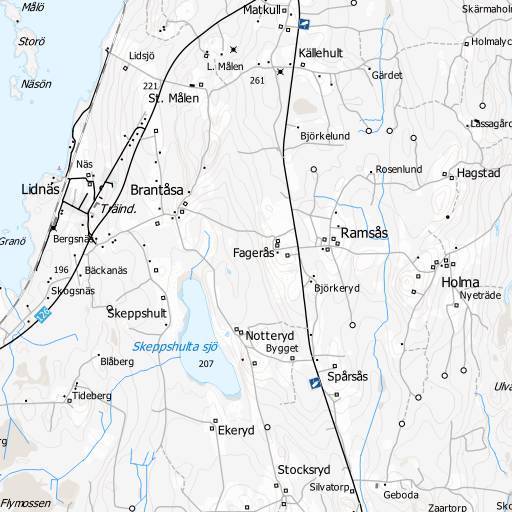 Målö
Matkull
Skärmahol
Storö
Lidsjö
Källehult
Holmalyc
L. Målen
Näsön
221
261
Gärdet
St. Målen
Lassagård
Björkelund
Näs
Rosenlund
Hagstad
Lidnäs
Brantåsa
Träind.
Granö
Bergsnäs
Ramsås
Fagerås
196
Bäckanäs
Holma
Skogsnäs
Björkeryd
Nyeträde
Skeppshult
Notteryd
Skeppshulta sjö
Bygget
Blåberg
207
Spårsås
Ulva
Tideberg
Ekeryd
Stocksryd
Silvatorp
Geboda
Flymossen
Zaartorp